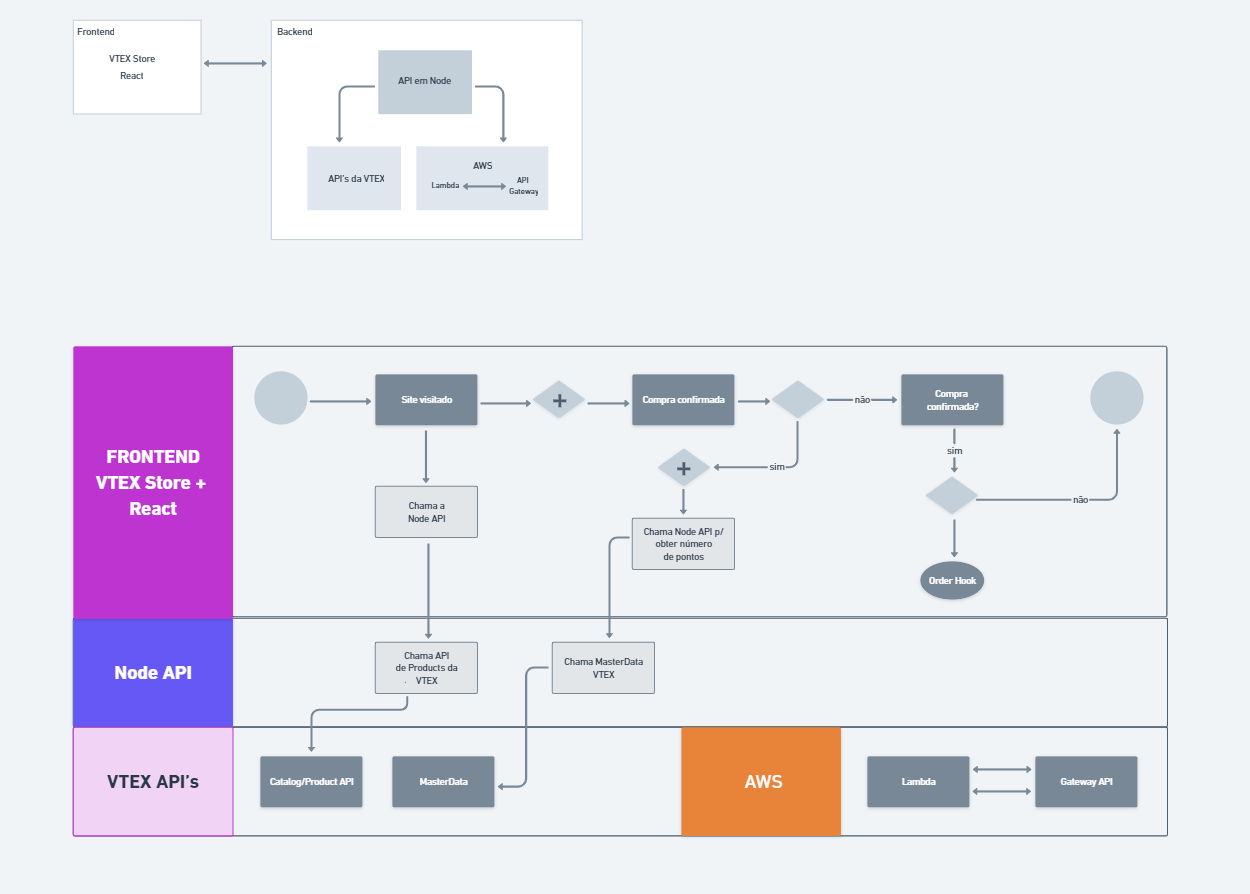 Frontend
VTEX Store
React
Backend
API em Node
API's da VTEX
AWS
Lambda
API
Gateway
FRONTEND
VTEX Store +
React
Site visitado
+
Compra confirmada
não
Compra
confirmada?
sim
+
sim
não
Chama a
Node API
Chama Node API p/
obter número
de pontos
Order Hook
Node API
Chama API
de Products da
. VTEX
Chama MasterData
VTEX
VTEX API's
Catalog/Product API
MasterData
AWS
Lambda
Gateway API